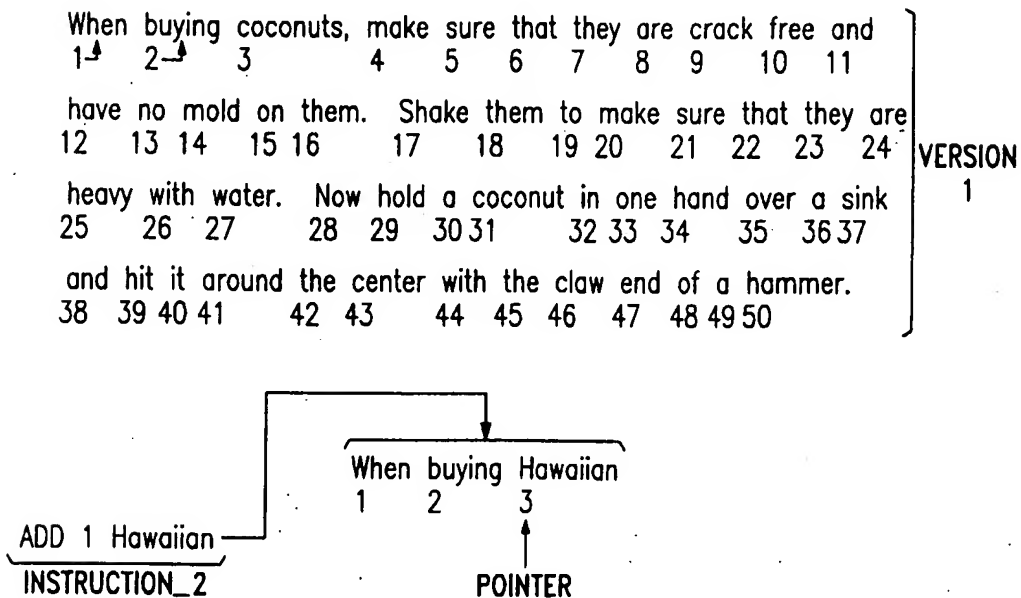 When buying coconuts, make sure that they are crack free and
1 2 3 4 5 6 7 8 9 10 11
have no mold on them. Shake them to make sure that they are
12 13 14 15 16 17 18 19 20 21 22 23 24
VERSION
1
heavy with water. Now hold a coconut in one hand over a sink
25 26 27 28 29 30 31 32 33 34 35 36 37
and hit it around the center with the claw end of a hammer.
38 39 40 41 42 43 44 45 46 47 48 49 50
When buying Hawaiian
1 2 3
ADD 1 Hawaiian
INSTRUCTION_2
POINTER